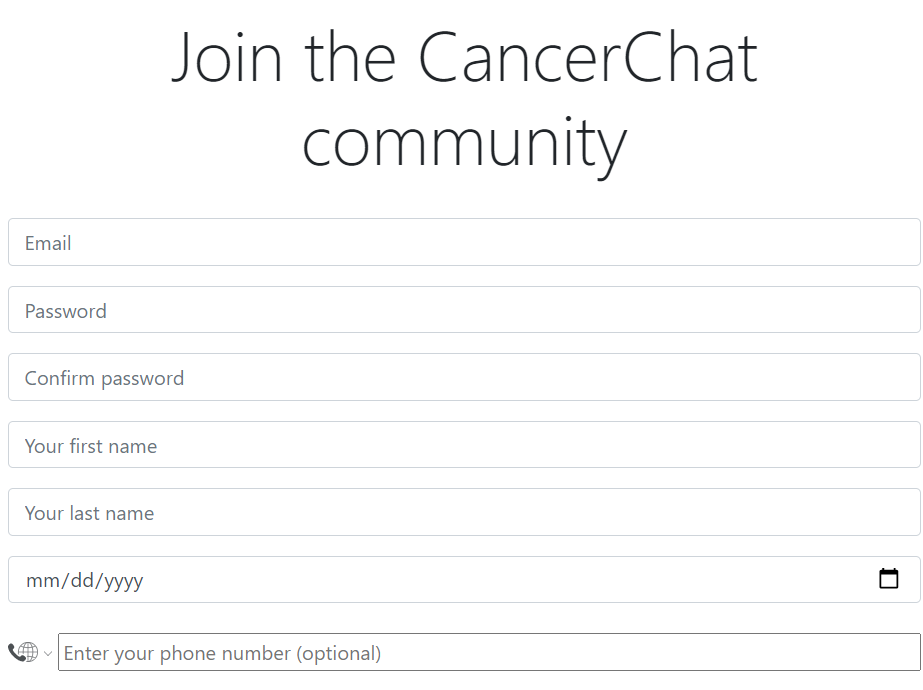 Join the CancerChat
community
Email
Password
Confirm password
Your first name
Your last name
mm/dd/yyyy
Enter your phone number (optional)